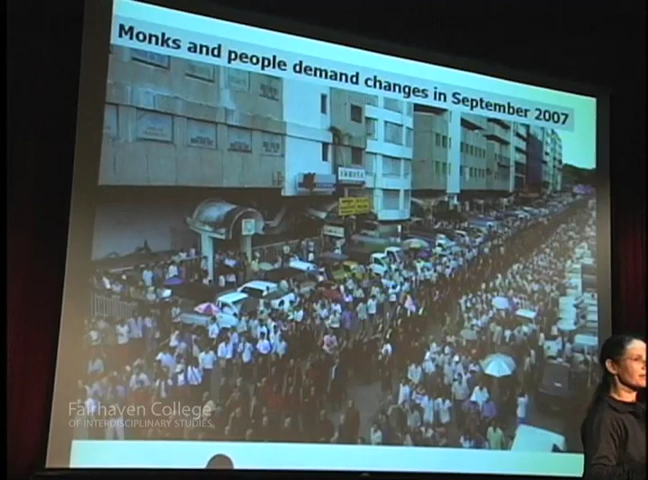 Monks and people demand changes in September 2007
Fairhaven College
OF INTERDISCIPLINARY STUDIES